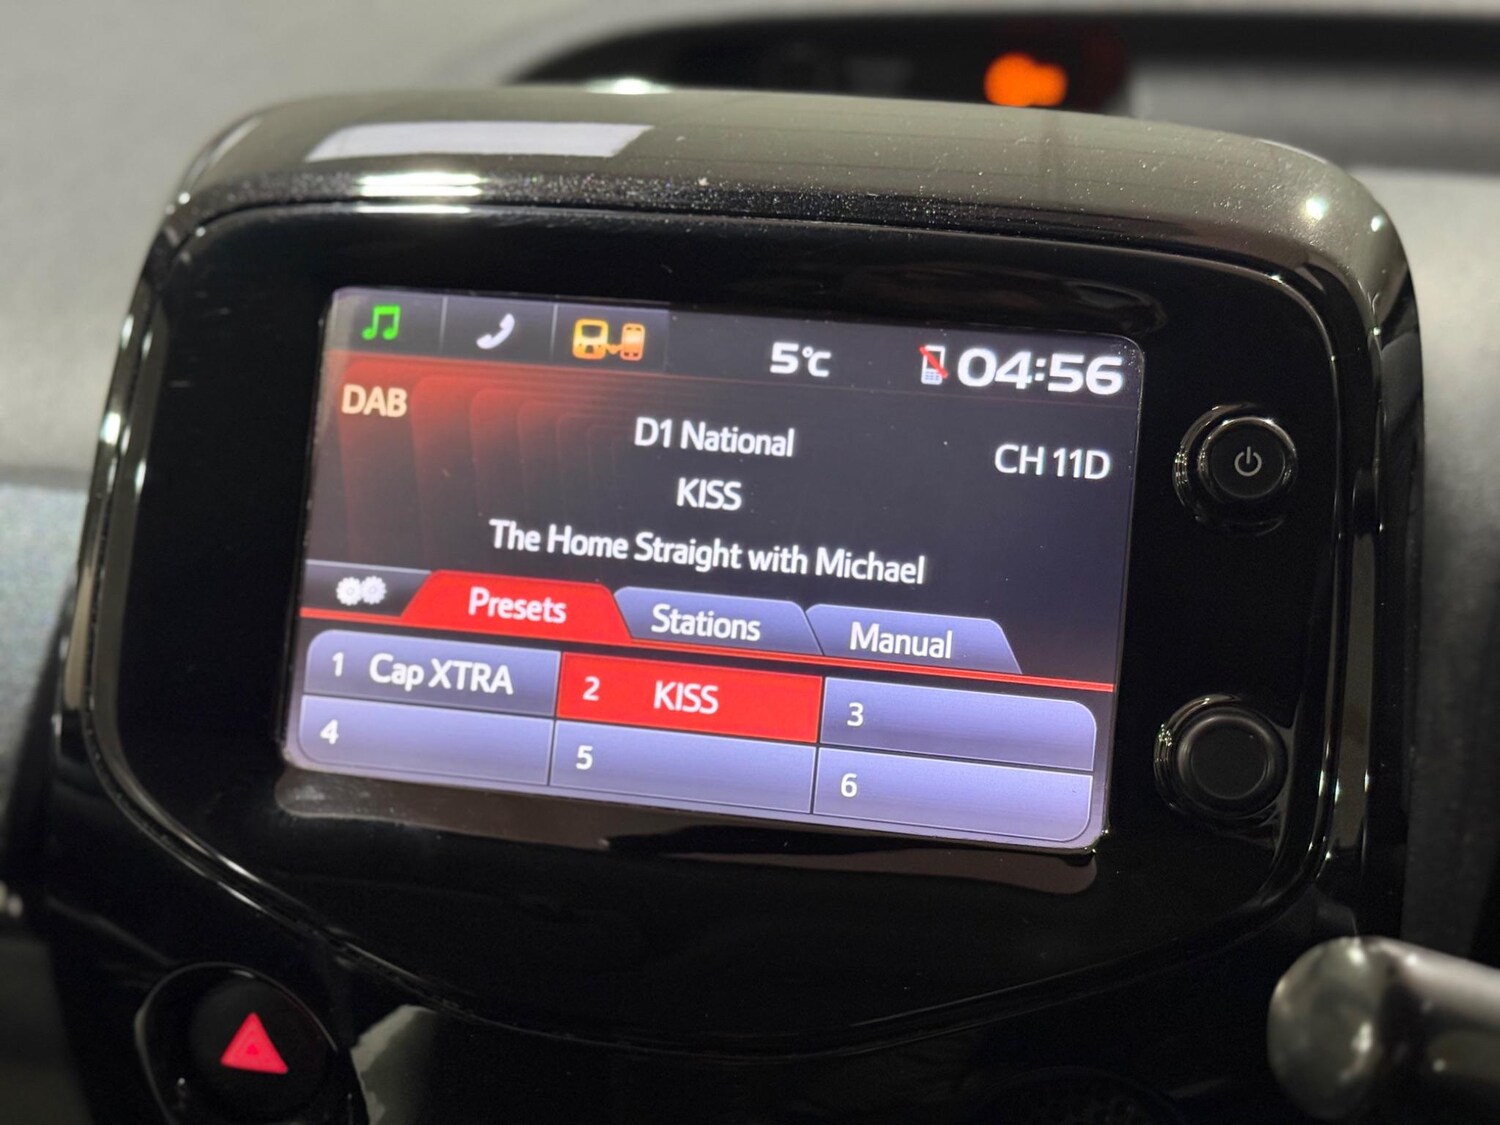 5°C
04:56
DAB
D1 National
CH 11D
KISS
The Home Straight with Michael
Presets
Stations
Manual
1 Cap XTRA
2 KISS
3
4
5
6